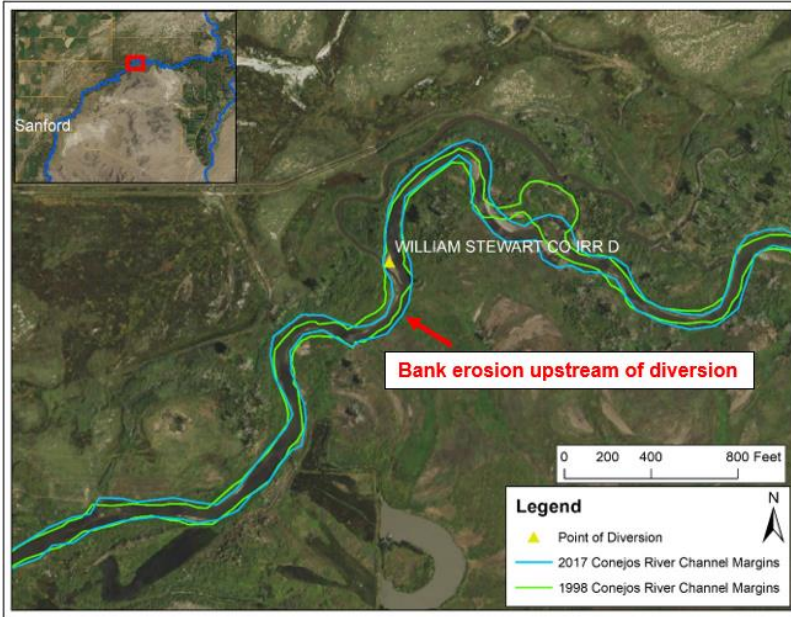 Sanford
WILLIAM STEWART CO IRR D
Bank erosion upstream of diversion
0 200 400 800 Feet
Legend
N
Point of Diversion
2017 Conejos River Channel Margins
1998 Conejos River Channel Margins